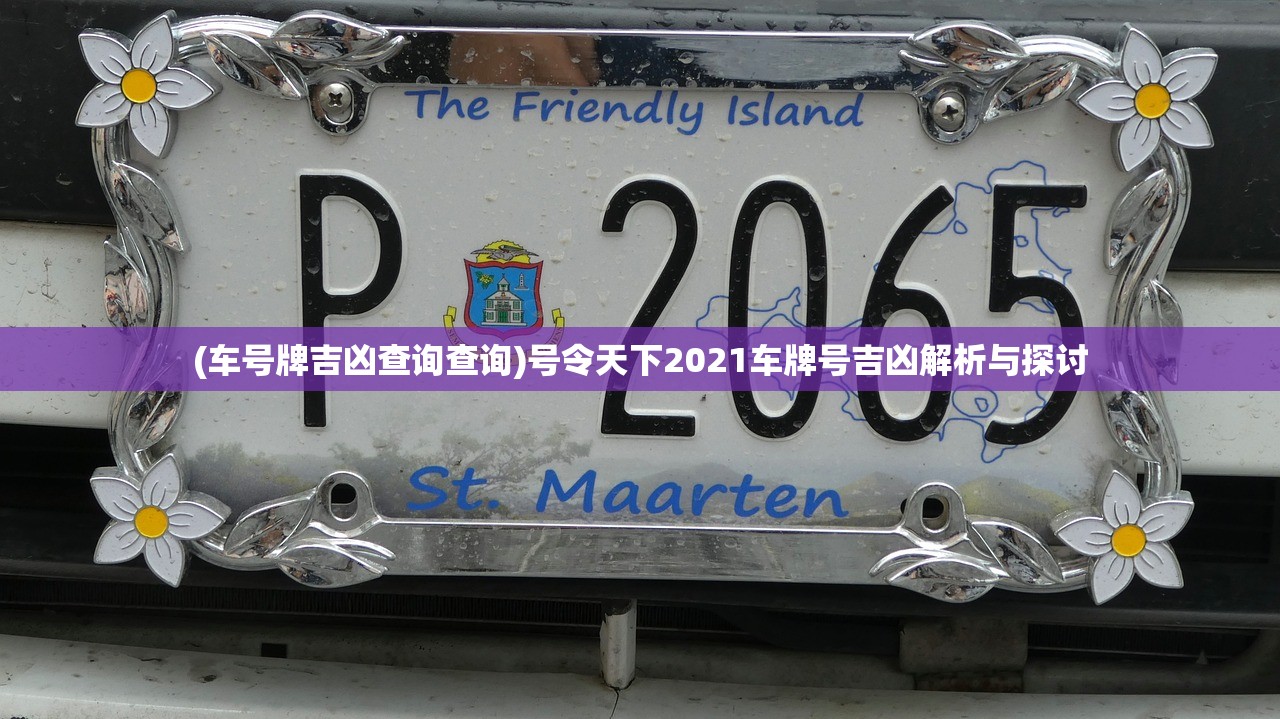 The Friendly Island
P 2065
(车号牌吉凶查询查询)号令天下2021车牌号吉凶解析与探讨
St. Maarten